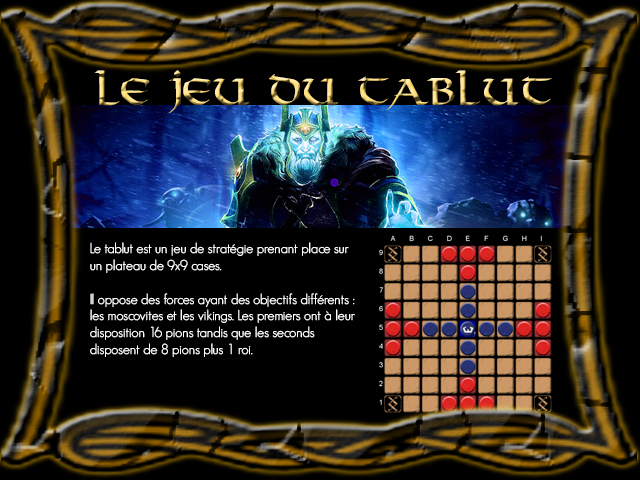 Le jeu du tablut
Le tablut est un jeu de stratégie prenant place sur
un plateau de 9x9 cases.
Il oppose des forces ayant des objectifs différents :
les moscovites et les vikings. Les premiers ont à leur
disposition 16 pions tandis que les seconds
disposent de 8 pions plus 1 roi.
A B C D E F G H I
9
8
7
6
5
4
3
2
1